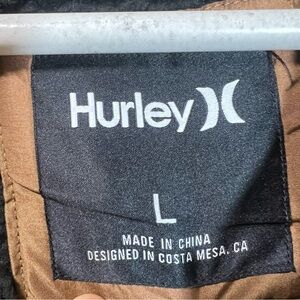 Hurley
L
MADE IN CHINA
DESIGNED IN COSTA MESA, CA